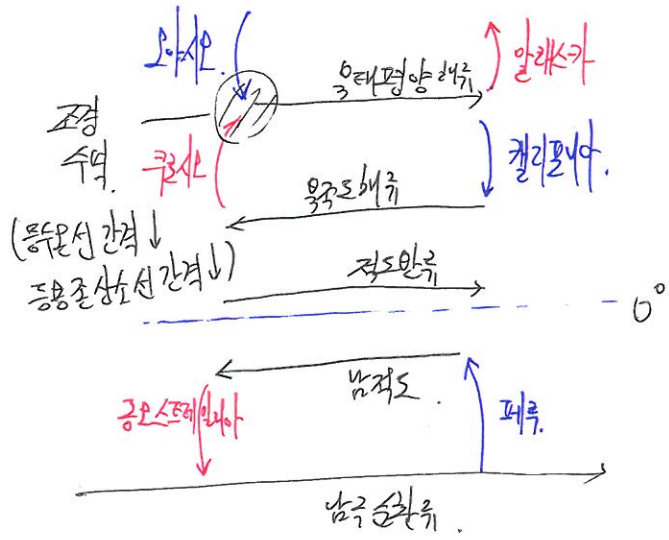 오야시오
북태평양 해류
알래스카
조경
수역
쿠로시오
캘리포니아
북적도해류
(등수온선 간격↓
등용존산소선 간격↓)
적도반류
0°
남적도
동오스트레일리아
페루
남극 순환류